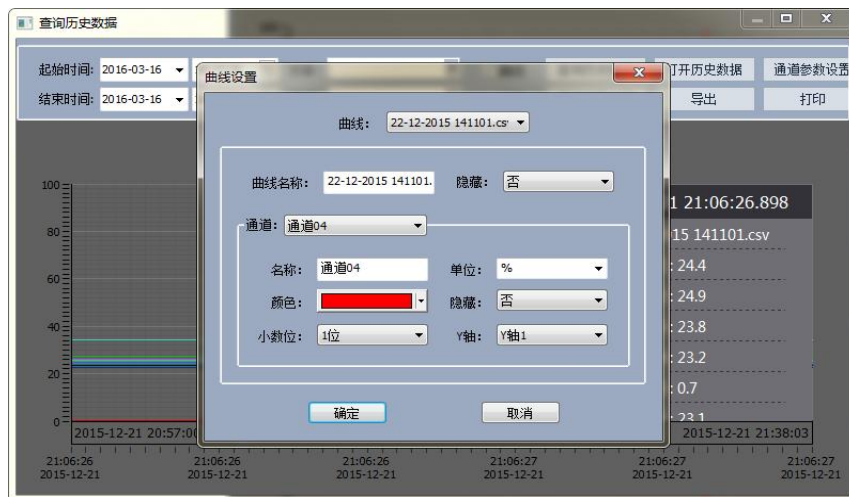 查询历史数据
起始时间: 2016-03-16
打开历史数据
通道参数设置
结束时间: 2016-03-16
导出
打印
曲线设置
曲线: 22-12-2015 141101.cs
曲线名称: 22-12-2015 141101. 隐藏: 否
通道: 通道04
名称: 通道04 单位: %
颜色: 隐藏: 否
小数位: 1位 Y轴: Y轴1
确定 取消
100
80
60
40
20
0
1 21:06:26.898
15 141101.csv
: 24.4
: 24.9
: 23.8
: 23.2
: 0.7
: 23.1
2015-12-21 20:57:0
2015-12-21 21:38:03
21:06:26 21:06:26 21:06:26 21:06:27 21:06:27 21:06:27
2015-12-21 2015-12-21 2015-12-21 2015-12-21 2015-12-21 2015-12-21